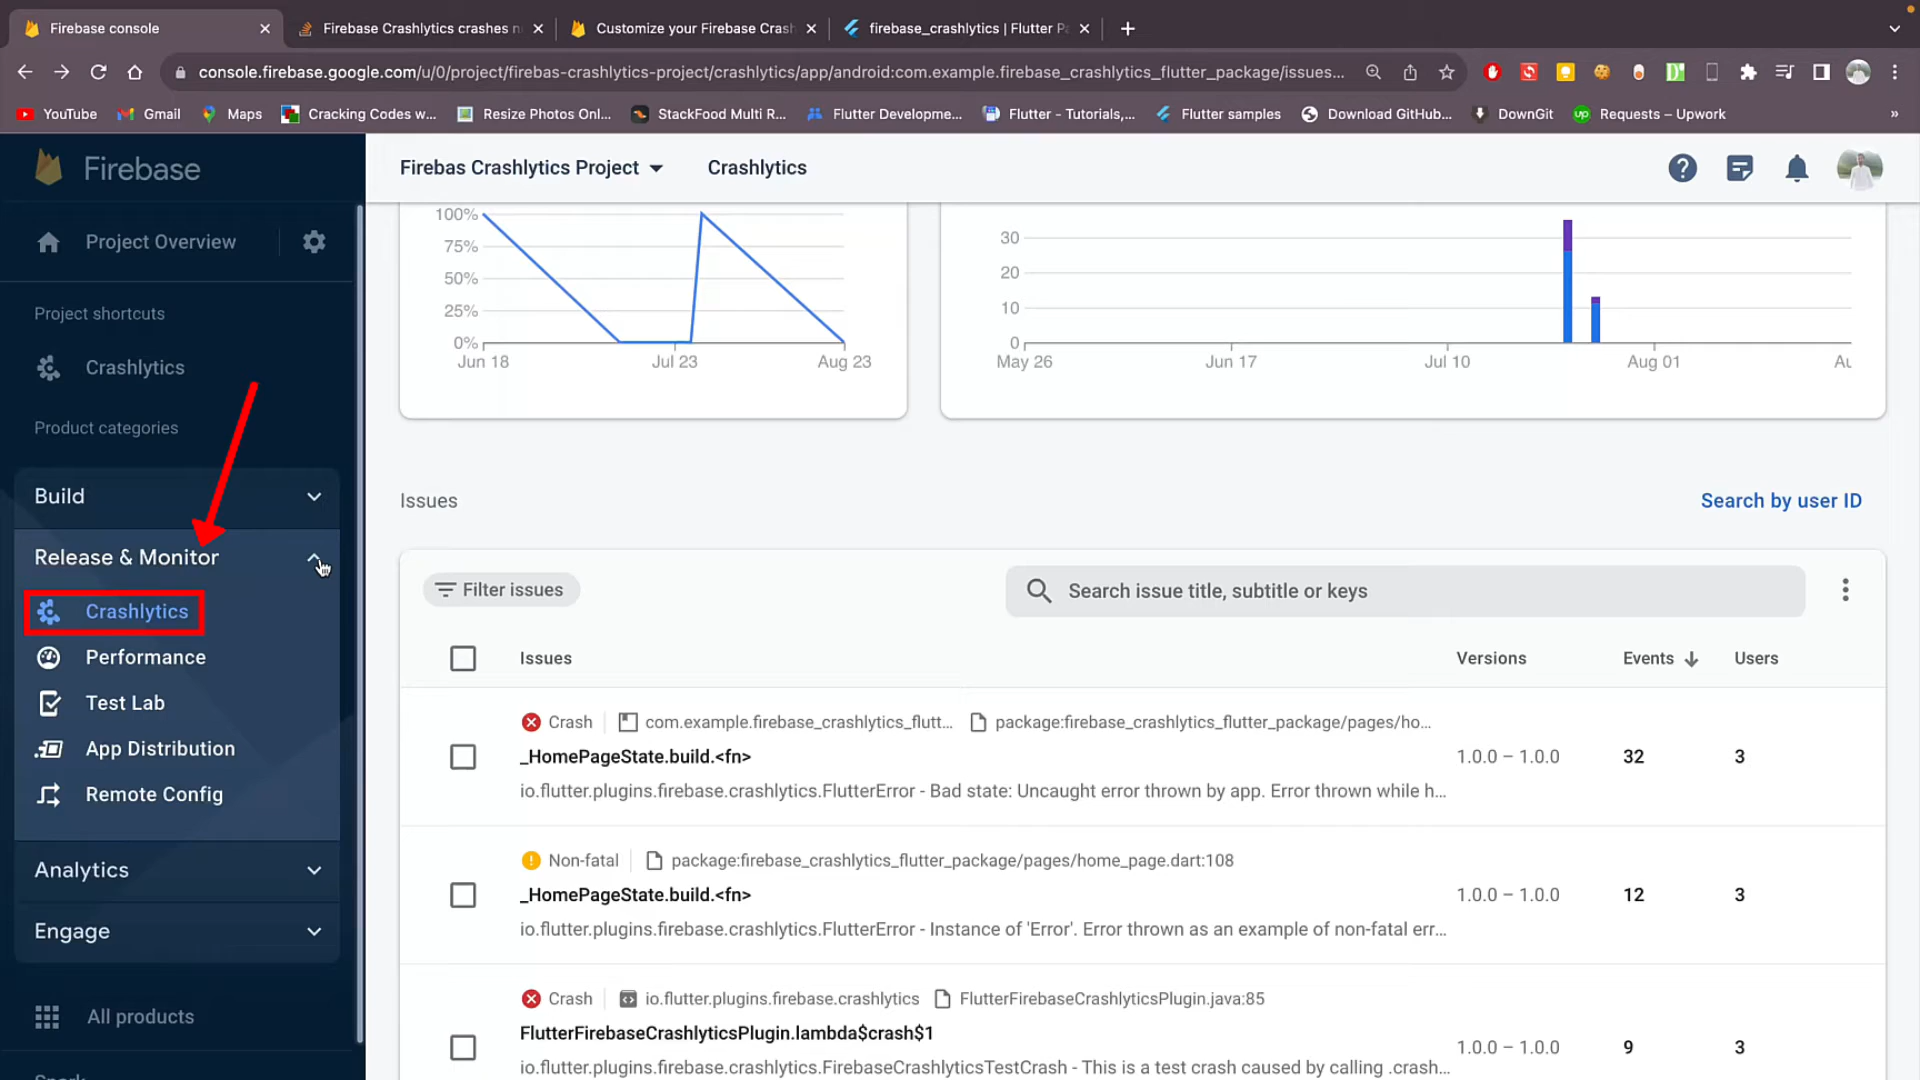 Firebase console
Firebase Crashlytics crashes n
Customize your Firebase Crash
firebase_crashlytics | Flutter Pa
console.firebase.google.com/u/0/project/firebas-crashlytics-project/crashlytics/app/android:com.example.firebase_crashlytics_flutter_package/issues...
YouTube
Gmail
Maps
Cracking Codes w...
Resize Photos Onl...
StackFood Multi R...
Flutter Developme...
Flutter - Tutorials,...
Flutter samples
Download GitHub...
DownGit
Requests – Upwork
»
Firebase
Project Overview
Project shortcuts
Crashlytics
Product categories
Build
Release & Monitor
Crashlytics
Performance
Test Lab
App Distribution
Remote Config
Analytics
Engage
All products
Spark
Firebas Crashlytics Project
Crashlytics
100%
75%
50%
25%
0%
Jun 18
Jul 23
Aug 23
30
20
10
0
May 26
Jun 17
Jul 10
Aug 01
Au
Issues
Search by user ID
Filter issues
Search issue title, subtitle or keys
Issues
Versions
Events
Users
Crash com.example.firebase_crashlytics_flutt... package:firebase_crashlytics_flutter_package/pages/ho...
_HomePageState.build.<fn>
1.0.0 – 1.0.0
32
3
io.flutter.plugins.firebase.crashlytics.FlutterError - Bad state: Uncaught error thrown by app. Error thrown while h...
Non-fatal package:firebase_crashlytics_flutter_package/pages/home_page.dart:108
_HomePageState.build.<fn>
1.0.0 – 1.0.0
12
3
io.flutter.plugins.firebase.crashlytics.FlutterError - Instance of 'Error'. Error thrown as an example of non-fatal err...
Crash io.flutter.plugins.firebase.crashlytics FlutterFirebaseCrashlyticsPlugin.java:85
FlutterFirebaseCrashlyticsPlugin.lambda$crash$1
1.0.0 – 1.0.0
9
3
io.flutter.plugins.firebase.crashlytics.FirebaseCrashlyticsTestCrash - This is a test crash caused by calling .crash...